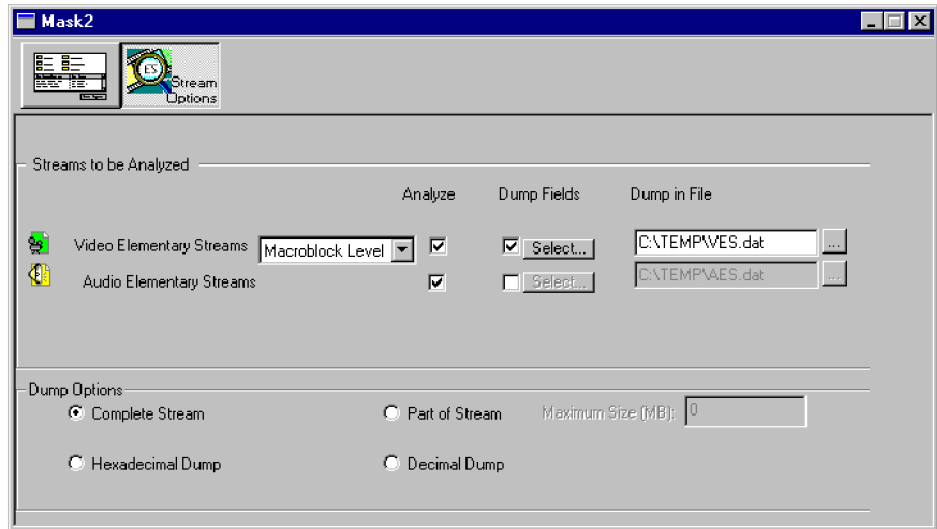 Mask2
ES
Stream
Options
Streams to be Analyzed
Analyze Dump Fields Dump in File
Video Elementary Streams Macroblock Level Select... C:\TEMP\VES.dat ...
Audio Elementary Streams Select... C:\TEMP\AES.dat ...
Dump Options
Complete Stream Part of Stream Maximum Size (MB): 0
Hexadecimal Dump Decimal Dump